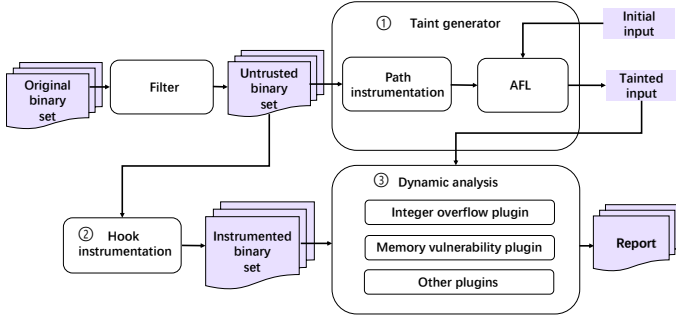 ① Taint generator
Initial
input
Original
binary
set
Filter
Untrusted
binary
set
Path
instrumentation
AFL
Tainted
input
② Hook
instrumentation
Instrumented
binary
set
③ Dynamic analysis
Integer overflow plugin
Memory vulnerability plugin
Other plugins
Report